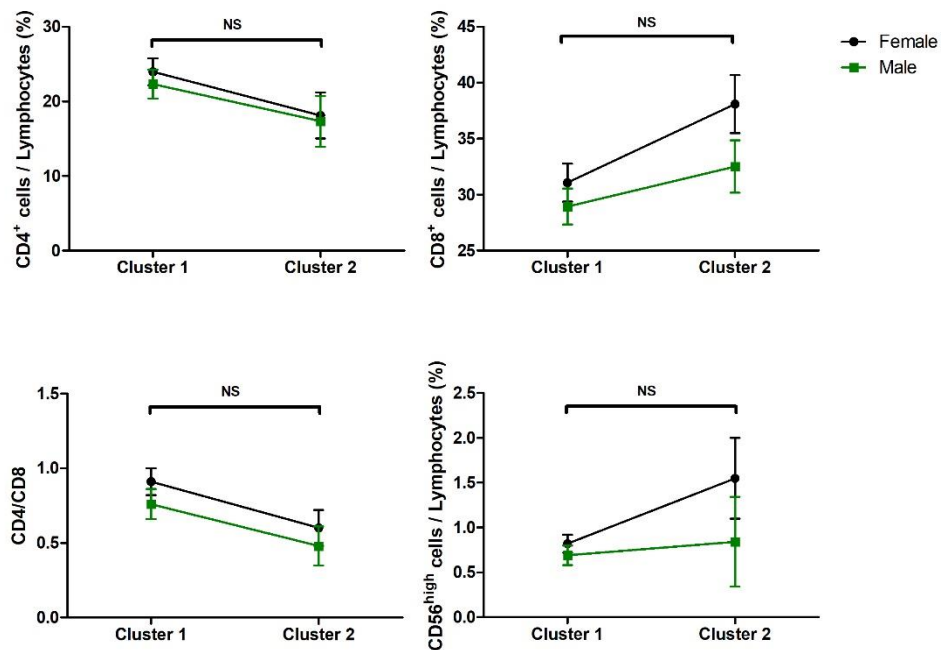 CD4⁺ cells / Lymphocytes (%)
30
20
10
0
NS
Cluster 1
Cluster 2
CD8⁺ cells / Lymphocytes (%)
45
40
35
30
25
NS
Cluster 1
Cluster 2
Female
Male
CD4/CD8
1.5
1.0
0.5
0.0
NS
Cluster 1
Cluster 2
CD56ʰⁱᵍʰ cells / Lymphocytes (%)
2.5
2.0
1.5
1.0
0.5
0.0
NS
Cluster 1
Cluster 2